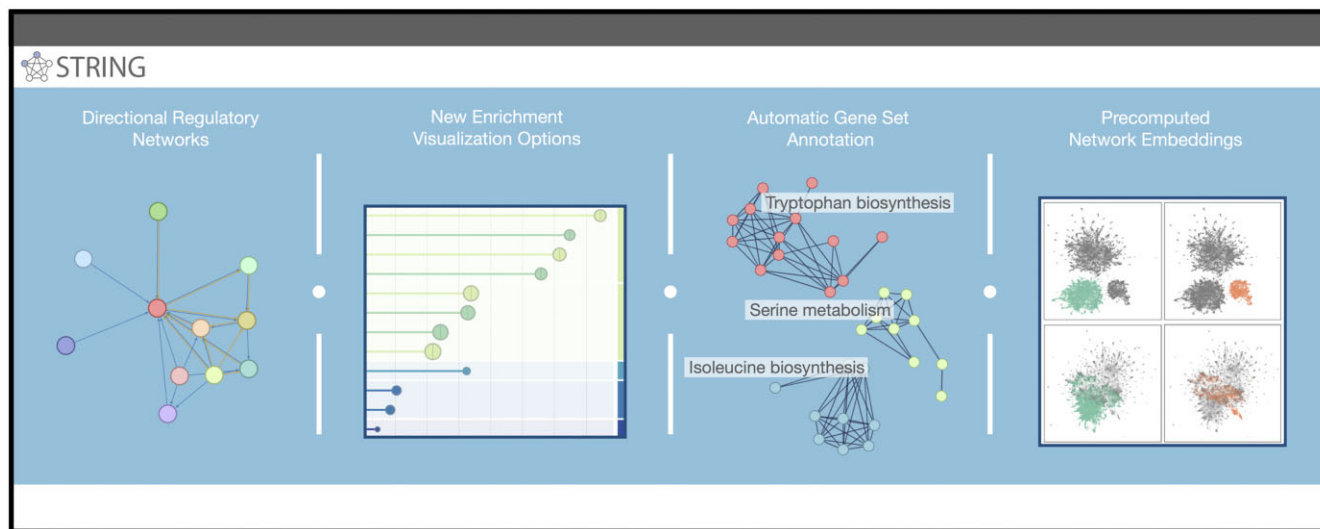 STRING
Directional Regulatory
Networks
New Enrichment
Visualization Options
Automatic Gene Set
Annotation
Precomputed
Network Embeddings
Tryptophan biosynthesis
Serine metabolism
Isoleucine biosynthesis